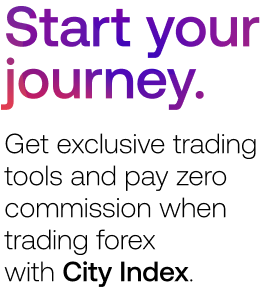 Start your
journey.
Get exclusive trading
tools and pay zero
commission when
trading forex
with City Index.